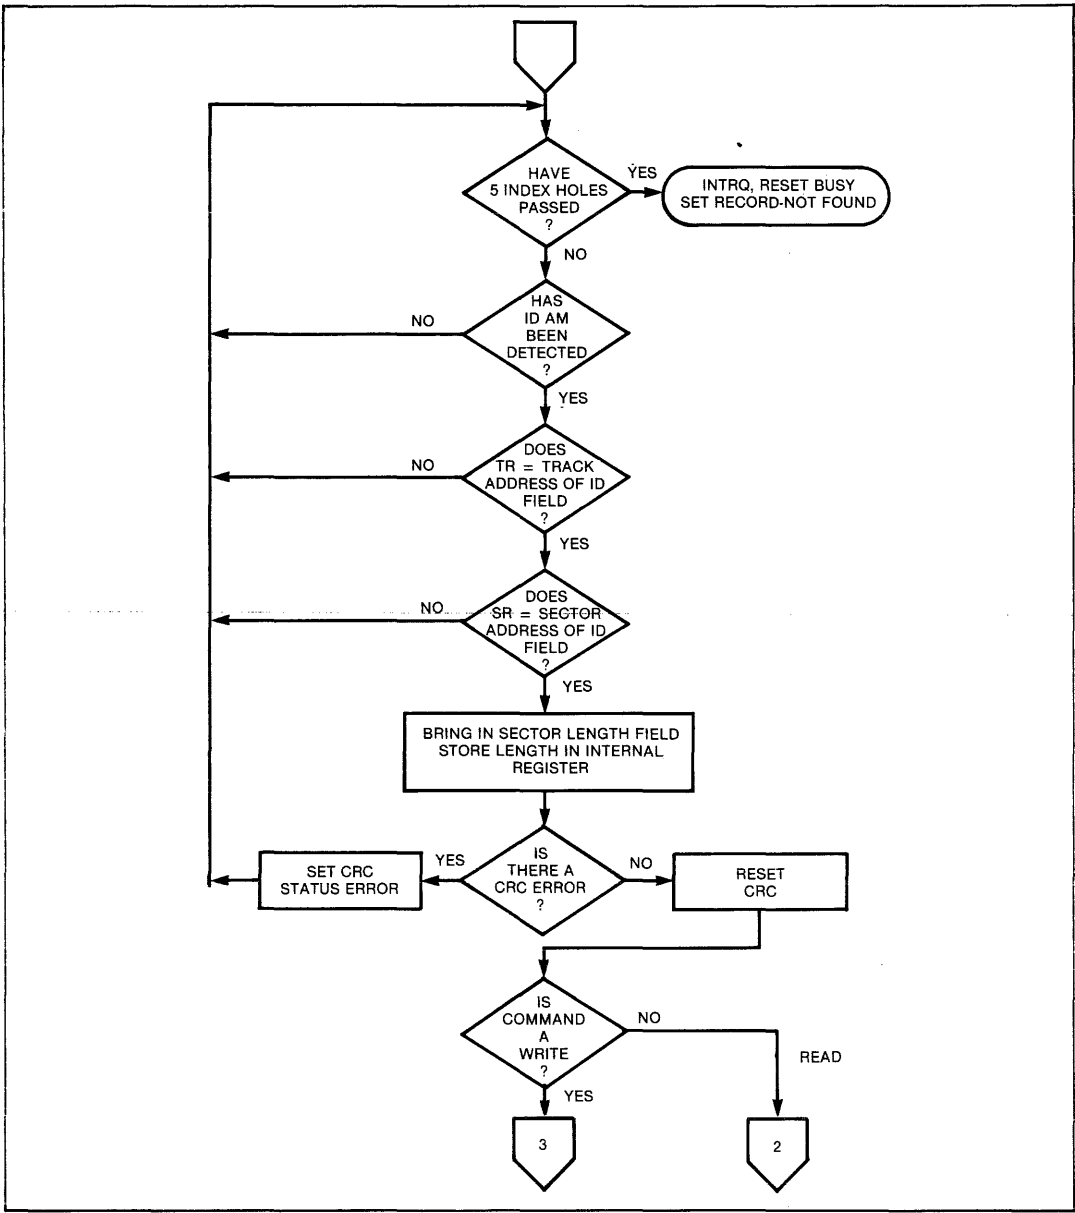 HAVE
5 INDEX HOLES
PASSED
?
YES
INTRQ, RESET BUSY
SET RECORD-NOT FOUND
NO
HAS
ID AM
BEEN
DETECTED
?
NO
YES
DOES
TR = TRACK
ADDRESS OF ID
FIELD
?
NO
YES
DOES
SR = SECTOR
ADDRESS OF ID
FIELD
?
NO
YES
BRING IN SECTOR LENGTH FIELD
STORE LENGTH IN INTERNAL
REGISTER
IS
THERE A
CRC ERROR
?
YES
SET CRC
STATUS ERROR
NO
RESET
CRC
IS
COMMAND
A
WRITE
?
NO
READ
YES
3
2